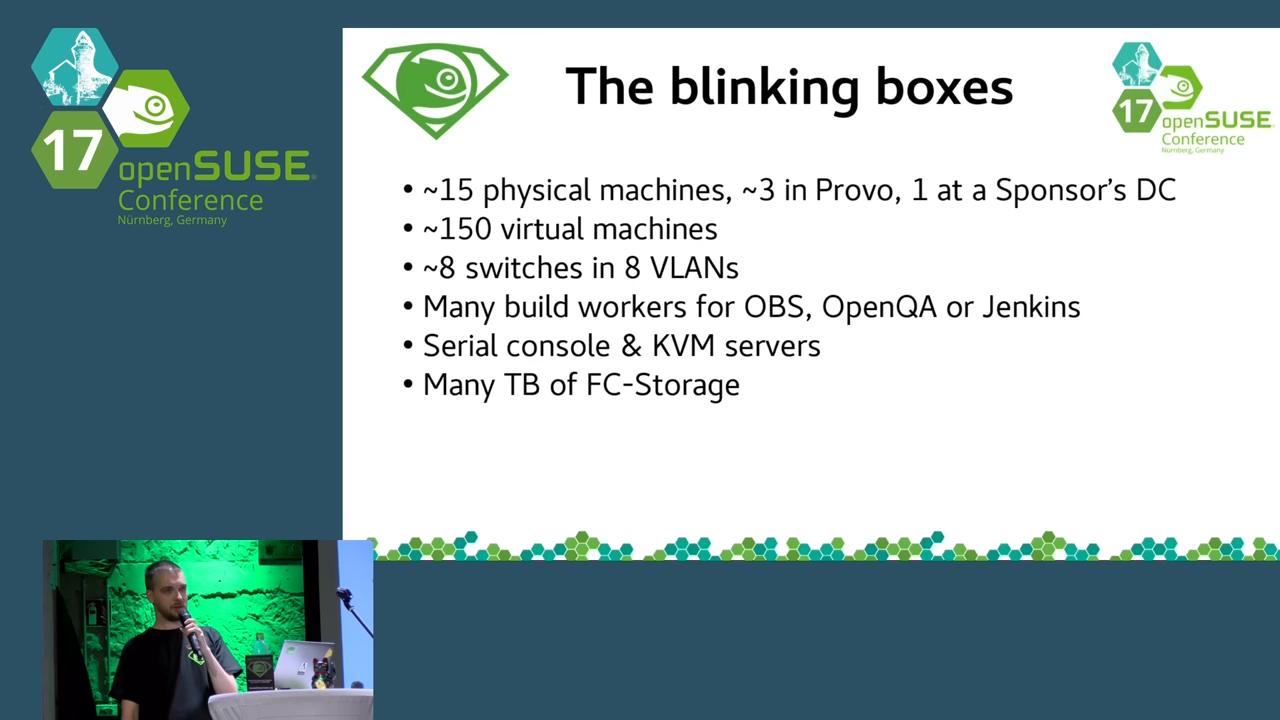 17
openSUSE
Conference
Nürnberg, Germany
The blinking boxes
17
openSUSE
Conference
Nürnberg, Germany
• ~15 physical machines, ~3 in Provo, 1 at a Sponsor's DC
• ~150 virtual machines
• ~8 switches in 8 VLANs
• Many build workers for OBS, OpenQA or Jenkins
• Serial console & KVM servers
• Many TB of FC-Storage